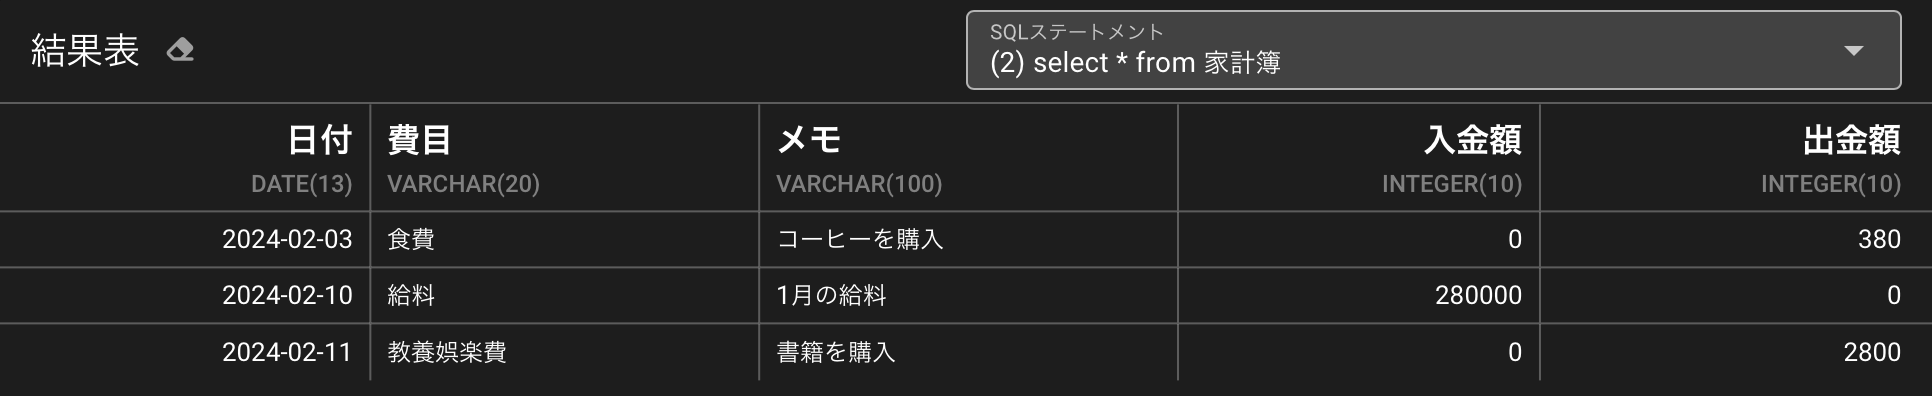 結果表
SQLステートメント
(2) select * from 家計簿
日付 費目 メモ 入金額 出金額
DATE(13) VARCHAR(20) VARCHAR(100) INTEGER(10) INTEGER(10)
2024-02-03 食費 コーヒーを購入 0 380
2024-02-10 給料 1月の給料 280000 0
2024-02-11 教養娯楽費 書籍を購入 0 2800